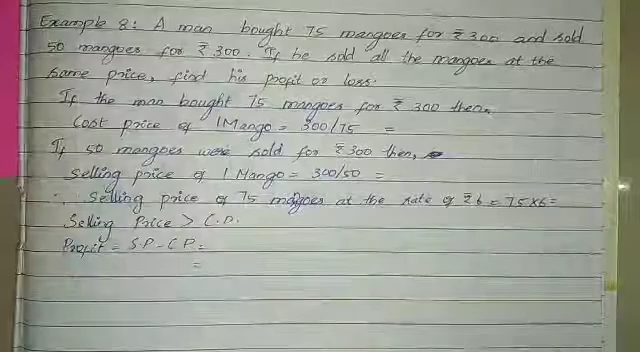 Example 8: A man bought 75 mangoes for ₹300 and sold
50 mangoes for ₹300. If he sold all the mangoes at the
same price, find his profit or loss.
If the man bought 75 mangoes for ₹ 300 then,
Cost price of 1 Mango = 300/75 =
If 50 mangoes were sold for ₹300 then,
Selling price of 1 Mango = 300/50 =
∴ Selling price of 75 mangoes at the rate of ₹6 = 75x6=
Selling Price > C.P.
Profit = S.P - C.P =
=